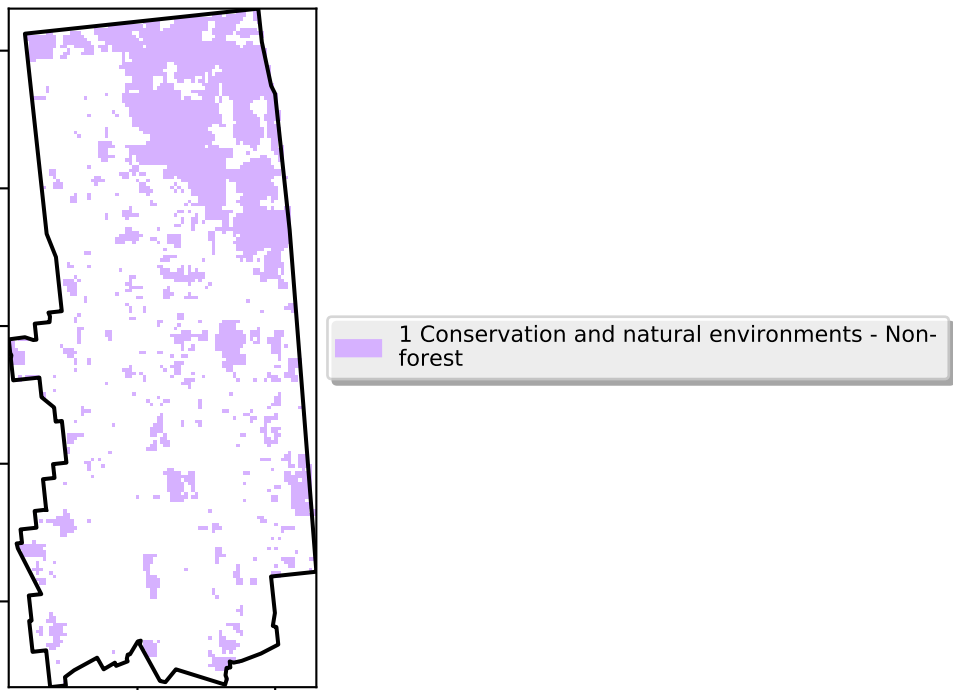 1 Conservation and natural environments - Non-
forest